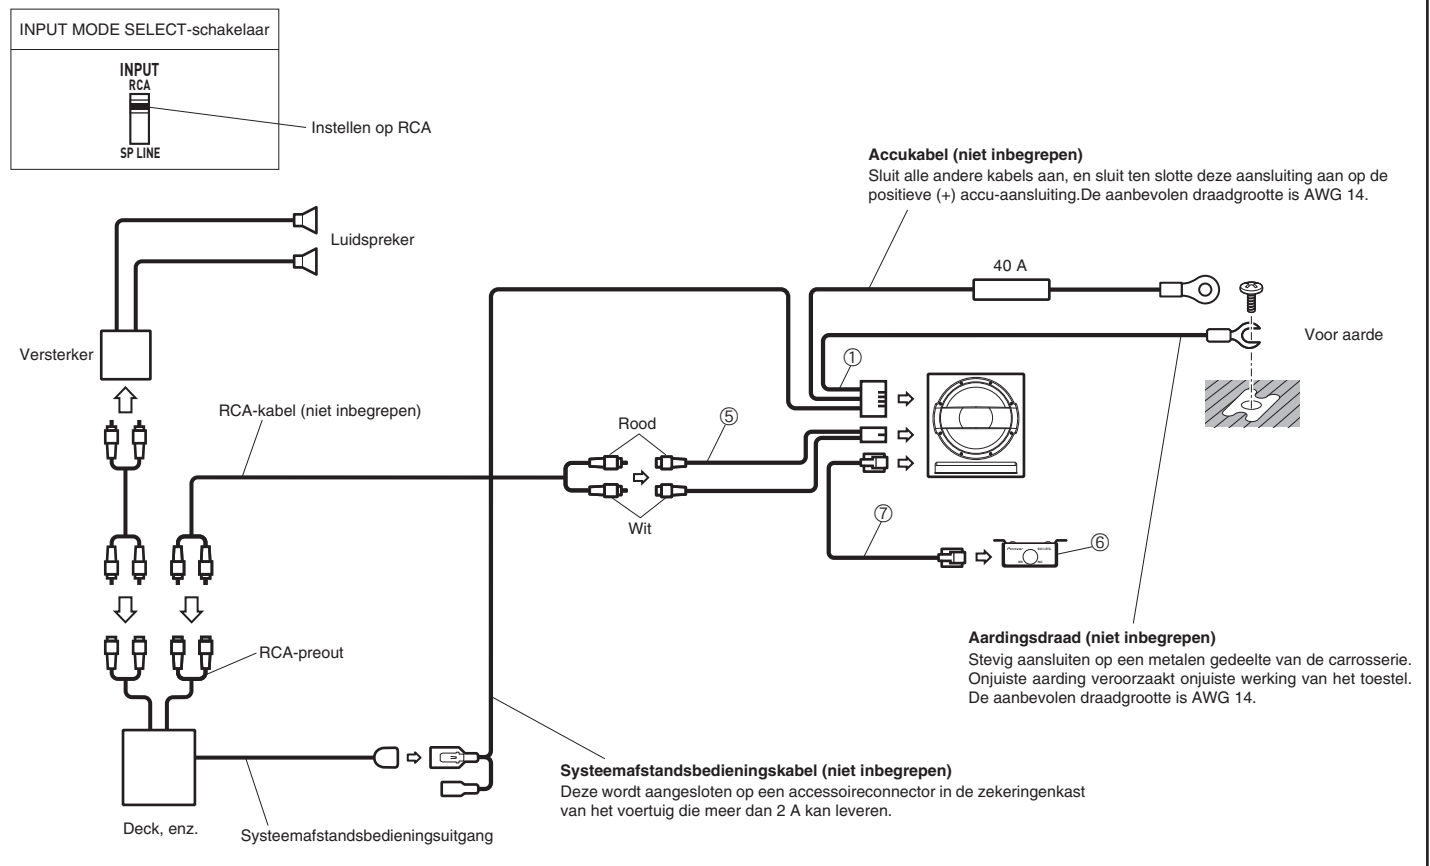 INPUT MODE SELECT-schakelaar
INPUT
RCA
SP LINE
Instellen op RCA
Accukabel (niet inbegrepen)
Sluit alle andere kabels aan, en sluit ten slotte deze aansluiting aan op de
positieve (+) accu-aansluiting.De aanbevolen draadgrootte is AWG 14.
Luidspreker
40 A
Voor aarde
Versterker
①
RCA-kabel (niet inbegrepen)
Rood
⑤
Wit
⑦
⑥
Aardingsdraad (niet inbegrepen)
Stevig aansluiten op een metalen gedeelte van de carrosserie.
Onjuiste aarding veroorzaakt onjuiste werking van het toestel.
De aanbevolen draadgrootte is AWG 14.
RCA-preout
Systeemafstandsbedieningskabel (niet inbegrepen)
Deze wordt aangesloten op een accessoireconnector in de zekeringenkast
van het voertuig die meer dan 2 A kan leveren.
Deck, enz.
Systeemafstandsbedieningsuitgang